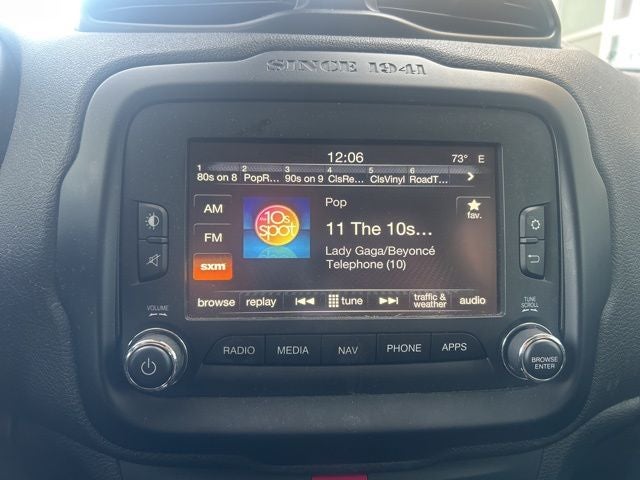 SINCE 1941
12:06 73° E
1 2 3 4 5 6
80s on 8 PopR... 90s on 9 ClsRe... ClsVinyl RoadT...
AM
FM
sxm
10s spot
Pop
11 The 10s...
Lady Gaga/Beyoncé
Telephone (10)
fav.
browse replay tune traffic & weather audio
VOLUME
TUNE SCROLL
RADIO MEDIA NAV PHONE APPS
BROWSE ENTER